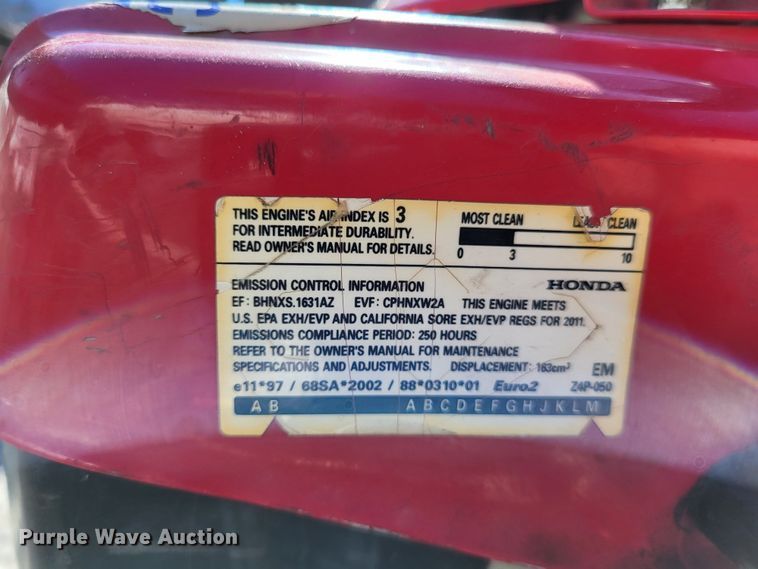 THIS ENGINE'S AIR INDEX IS 3
FOR INTERMEDIATE DURABILITY.
READ OWNER'S MANUAL FOR DETAILS.
MOST CLEAN LEAST CLEAN
0 3 10
EMISSION CONTROL INFORMATION HONDA
EF: BHNXS.1631AZ EVF: CPHNXW2A THIS ENGINE MEETS
U.S. EPA EXH/EVP AND CALIFORNIA SORE EXH/EVP REGS FOR 2011.
EMISSIONS COMPLIANCE PERIOD: 250 HOURS
REFER TO THE OWNER'S MANUAL FOR MAINTENANCE
SPECIFICATIONS AND ADJUSTMENTS. DISPLACEMENT: 163cm³ EM
e11*97 / 68SA*2002 / 88*0310*01 Euro2 Z4P-050
A B A B C D E F G H J K L M
Purple Wave Auction